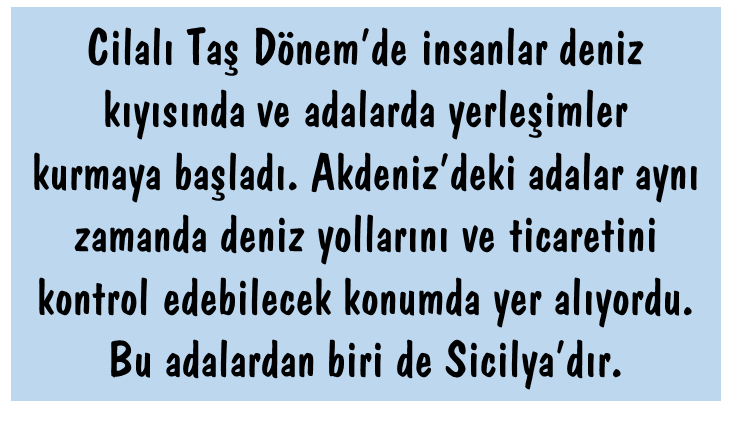 Cilalı Taş Dönem’de insanlar deniz
kıyısında ve adalarda yerleşimler
kurmaya başladı. Akdeniz’deki adalar aynı
zamanda deniz yollarını ve ticaretini
kontrol edebilecek konumda yer alıyordu.
Bu adalardan biri de Sicilya’dır.